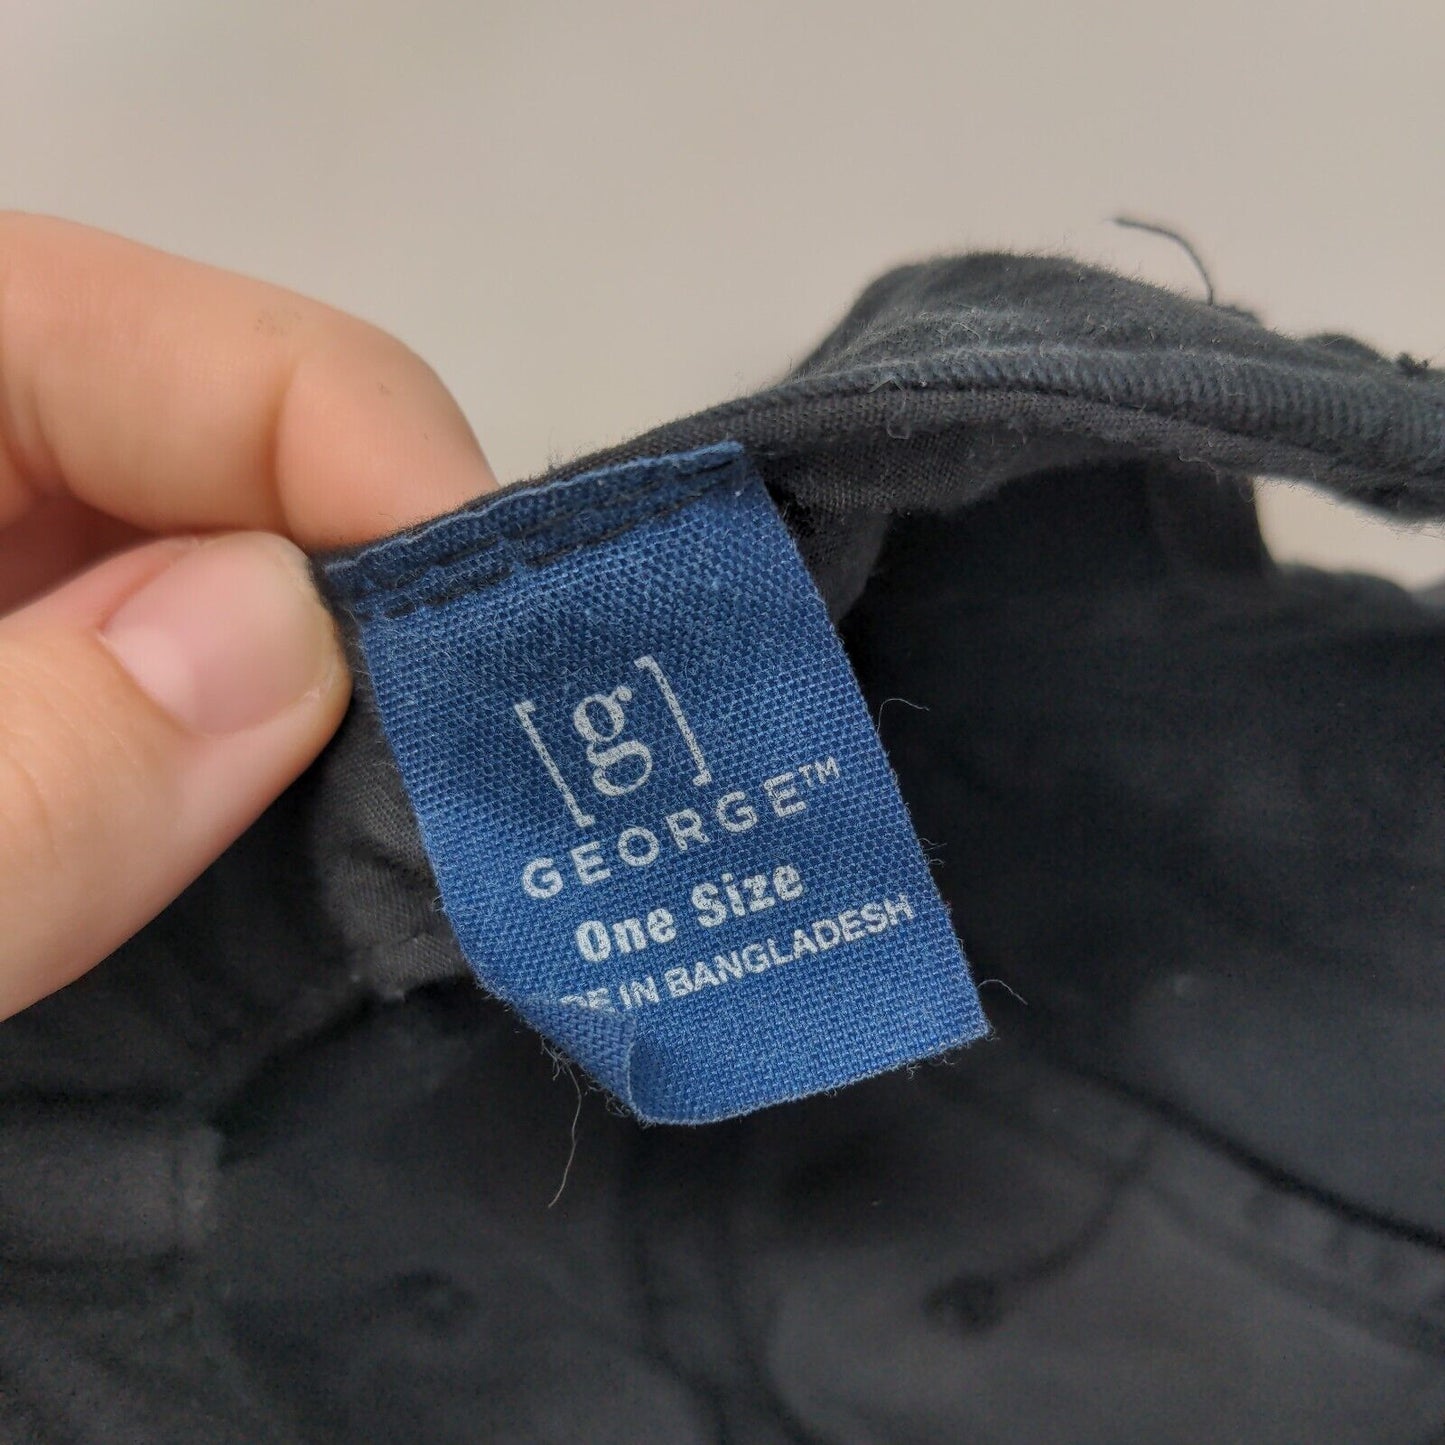 [g]
GEORGE™
One Size
DE IN BANGLADESH